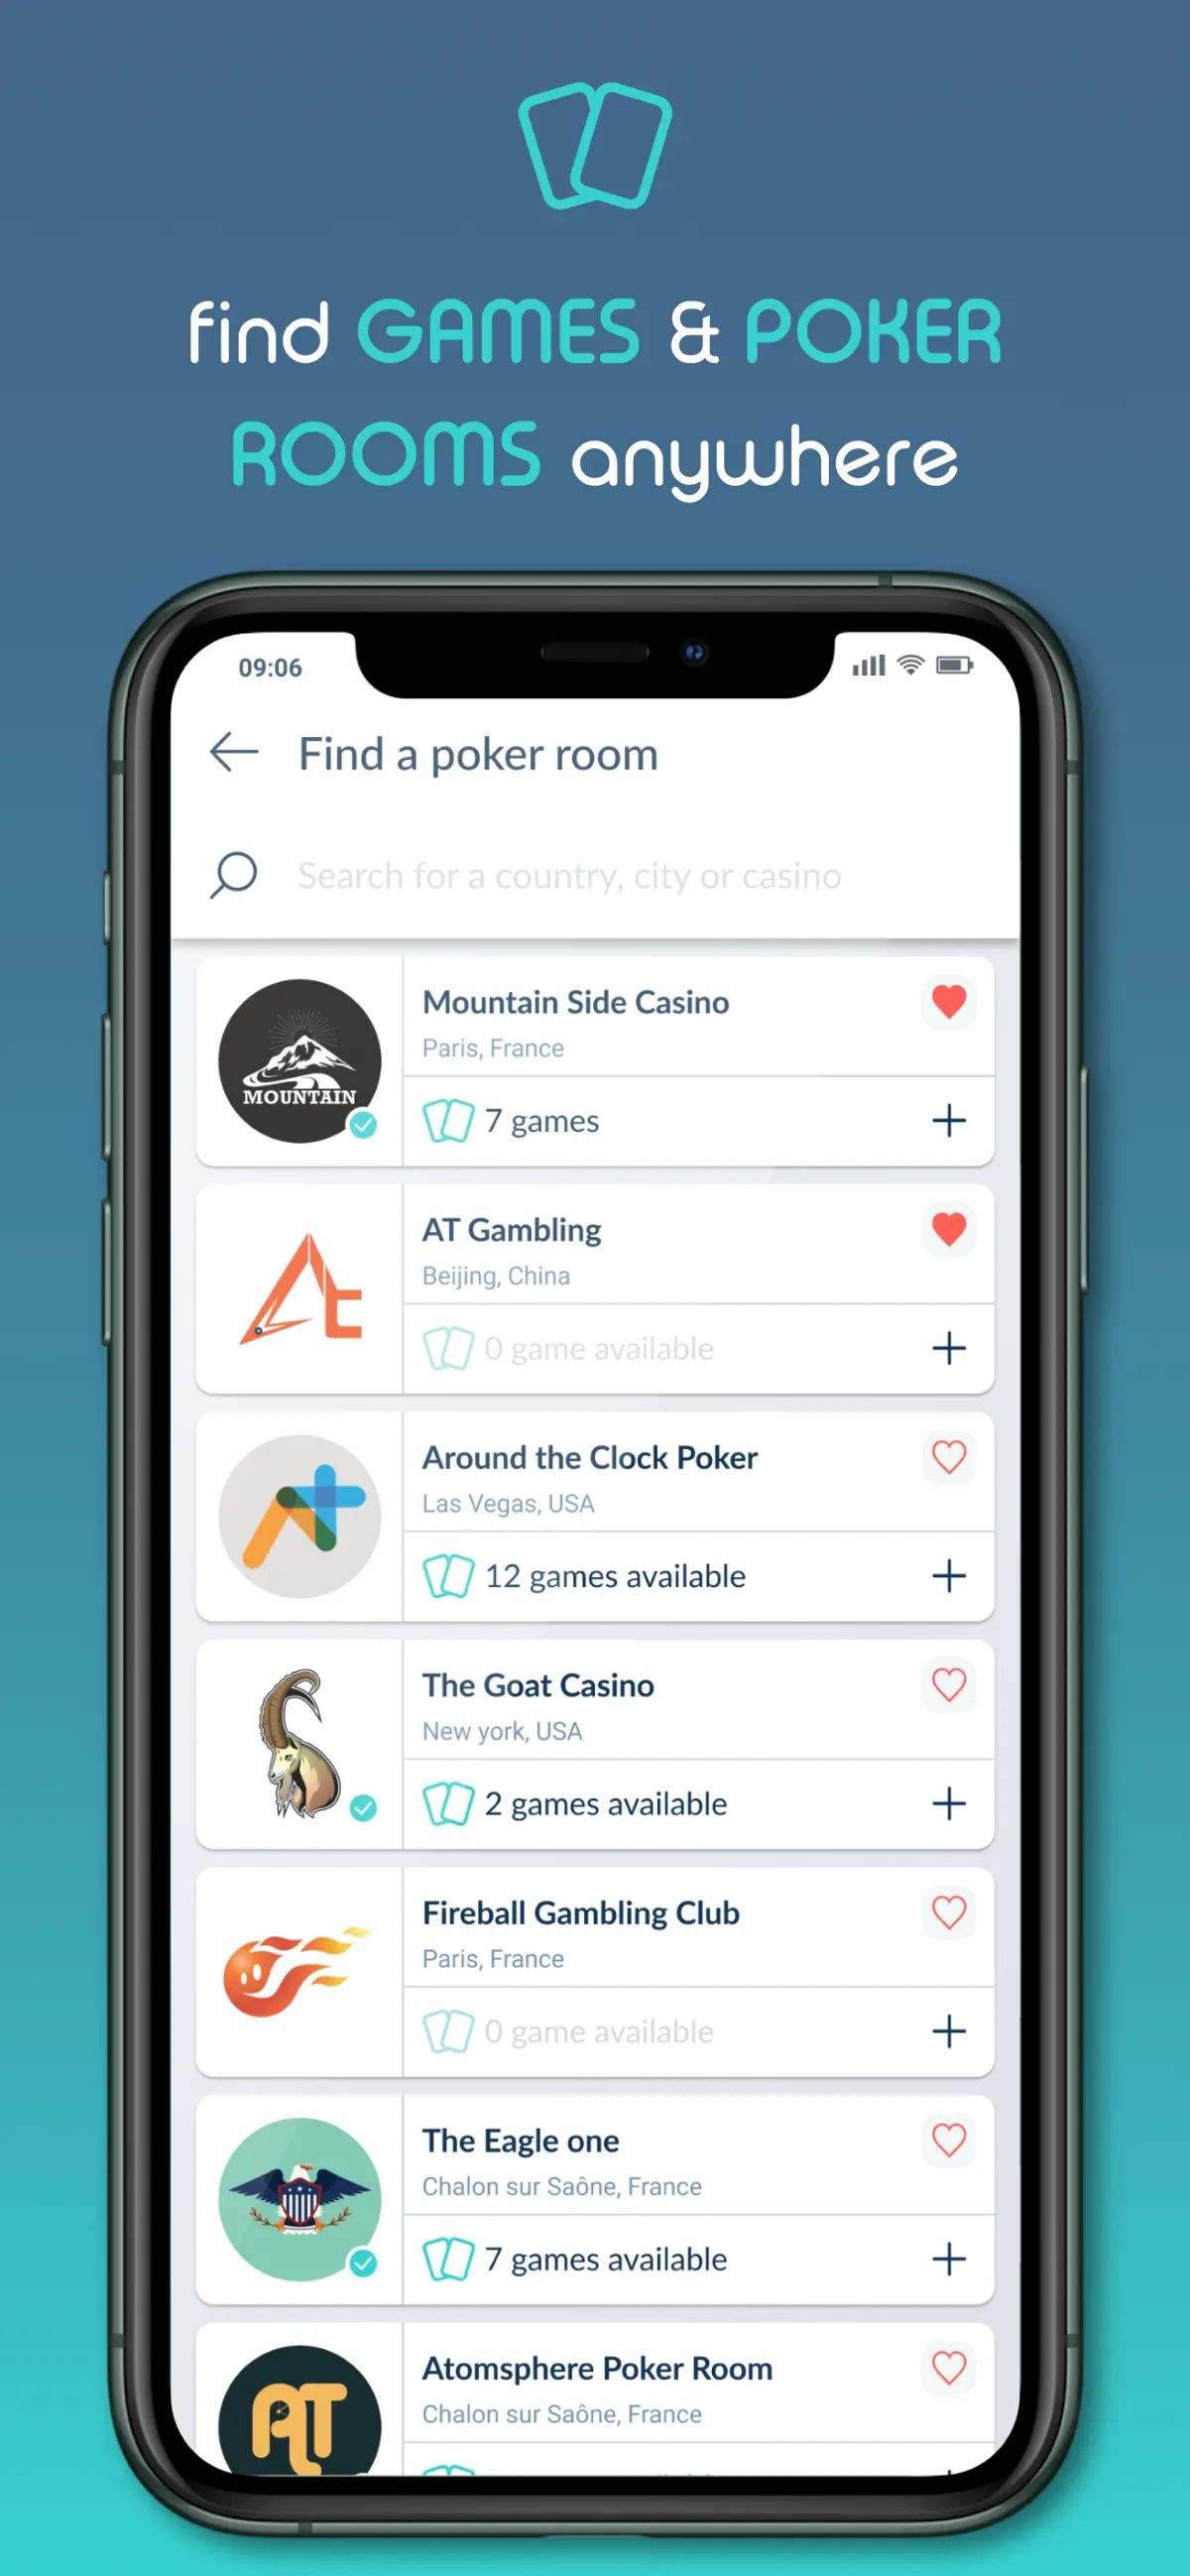 find GAMES & POKER
ROOMS anywhere
09:06
Find a poker room
Search for a country, city or casino
MOUNTAIN
Mountain Side Casino
Paris, France
7 games
At
AT Gambling
Beijing, China
0 game available
Around the Clock Poker
Las Vegas, USA
12 games available
The Goat Casino
New york, USA
2 games available
Fireball Gambling Club
Paris, France
0 game available
The Eagle one
Chalon sur Saône, France
7 games available
AT
Atomsphere Poker Room
Chalon sur Saône, France